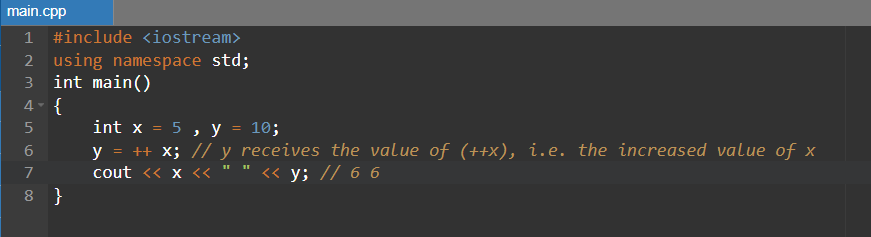 main.cpp
1 #include <iostream>
2 using namespace std;
3 int main()
4 {
5 int x = 5 , y = 10;
6 y = ++ x; // y receives the value of (++x), i.e. the increased value of x
7 cout << x << " " << y; // 6 6
8 }